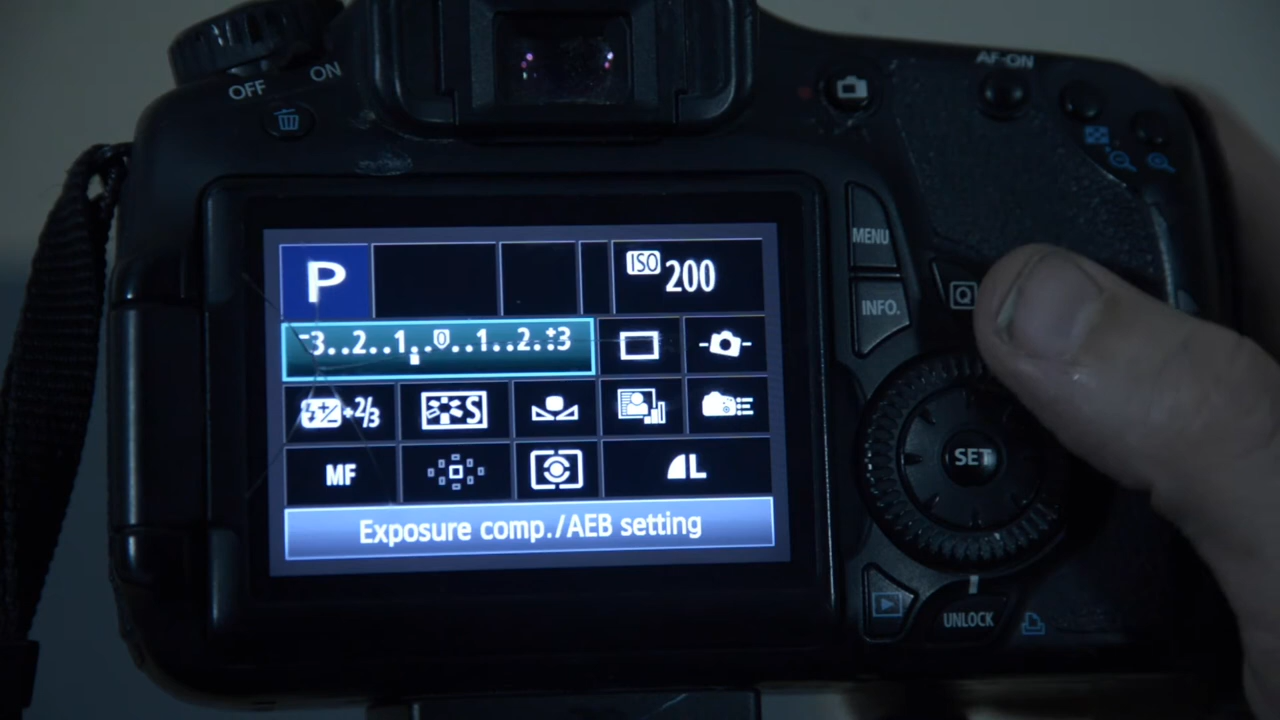 OFF ON
AF-ON
MENU
P
ISO 200
INFO.
Q
-3..2..1..0..1..2..+3
+2/3
S
MF
L
SET
Exposure comp./AEB setting
UNLOCK